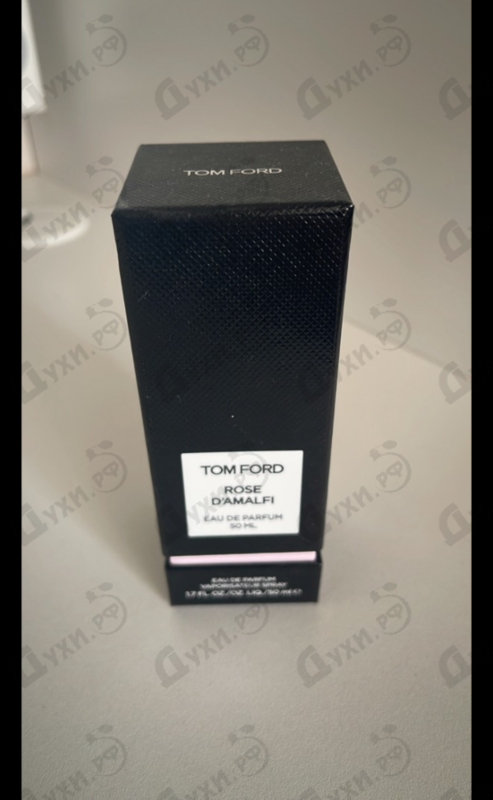 TOM FORD
TOM FORD
ROSE
D'AMALFI
EAU DE PARFUM
50 ML
EAU DE PARFUM
VAPORISATEUR SPRAY
1.7 FL. OZ./OZ. LIQ./50 ml ℮
Духи.РФ